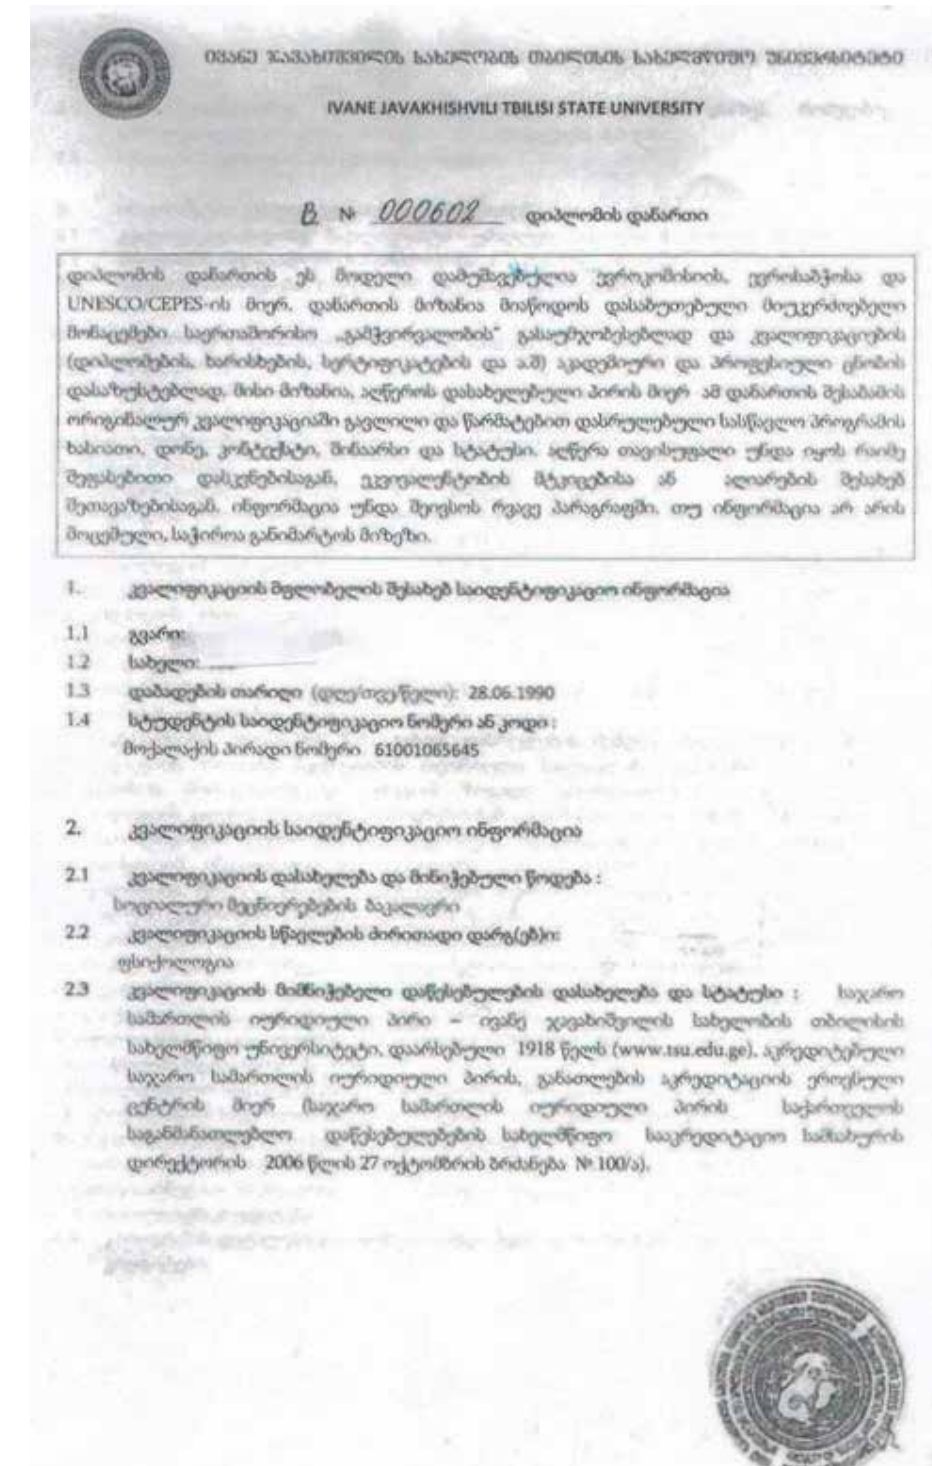 ივანე ჯავახიშვილის სახელობის თბილისის სახელმწიფო უნივერსიტეტი
IVANE JAVAKHISHVILI TBILISI STATE UNIVERSITY
B № 000602 დიპლომის დანართი
დიპლომის დანართის ეს მოდელი დამუშავებულია ევროკომისიის, ევროსაბჭოსა და
UNESCO/CEPES-ის მიერ. დანართის მიზანია მიაწოდოს დასაბუთებული მიუკერძოებელი
მონაცემები საერთაშორისო „გამჭვირვალობის“ გასაუმჯობესებლად და კვალიფიკაციების
(დიპლომების, ხარისხების, სერტიფიკატების და ა.შ) აკადემიური და პროფესიული ცნობის
დასაზუსტებლად. მისი მიზანია, აღწეროს დასახელებული პირის მიერ ამ დანართის შესაბამის
ორიგინალურ კვალიფიკაციაში გავლილი და წარმატებით დასრულებული სასწავლო პროგრამის
ხასიათი, დონე, კონტექსტი, შინაარსი და სტატუსი. აღწერა თავისუფალი უნდა იყოს რაიმე
შეფასებითი დასკვნებისაგან, ეკვივალენტობის მტკიცებისა ან აღიარების შესახებ
შეთავაზებისაგან. ინფორმაცია უნდა შეივსოს რვავე პარაგრაფში. თუ ინფორმაცია არ არის
მოცემული, საჭიროა განიმარტოს მიზეზი.
1. კვალიფიკაციის მფლობელის შესახებ საიდენტიფიკაციო ინფორმაცია
1.1 გვარი:
1.2 სახელი:
1.3 დაბადების თარიღი (დღე/თვე/წელი): 28.06.1990
1.4 სტუდენტის საიდენტიფიკაციო ნომერი ან კოდი :
მოქალაქის პირადი ნომერი 61001065645
2. კვალიფიკაციის საიდენტიფიკაციო ინფორმაცია
2.1 კვალიფიკაციის დასახელება და მინიჭებული წოდება :
სოციალური მეცნიერებების ბაკალავრი
2.2 კვალიფიკაციის სწავლების ძირითადი დარგ(ებ)ი:
ფსიქოლოგია
2.3 კვალიფიკაციის მიმნიჭებელი დაწესებულების დასახელება და სტატუსი : საჯარო
სამართლის იურიდიული პირი – ივანე ჯავახიშვილის სახელობის თბილისის
სახელმწიფო უნივერსიტეტი, დაარსებული 1918 წელს (www.tsu.edu.ge), აკრედიტებული
საჯარო სამართლის იურიდიული პირის, განათლების აკრედიტაციის ეროვნული
ცენტრის მიერ (საჯარო სამართლის იურიდიული პირის საქართველოს
საგანმანათლებლო დაწესებულებების სახელმწიფო სააკრედიტაციო სამსახურის
დირექტორის 2006 წლის 27 ოქტომბრის ბრძანება № 100/ა).